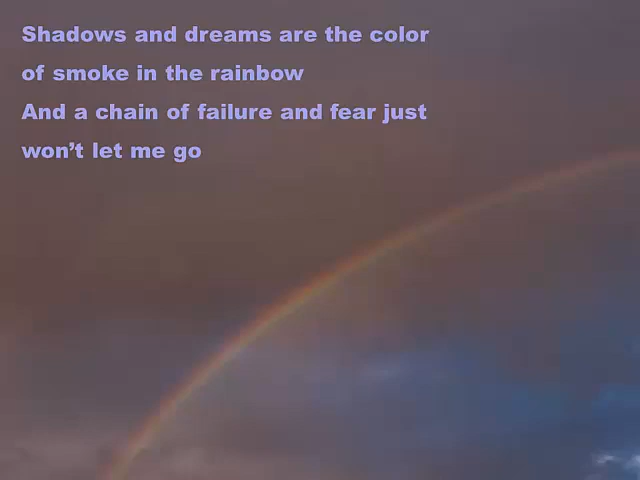 Shadows and dreams are the color
of smoke in the rainbow
And a chain of failure and fear just
won’t let me go